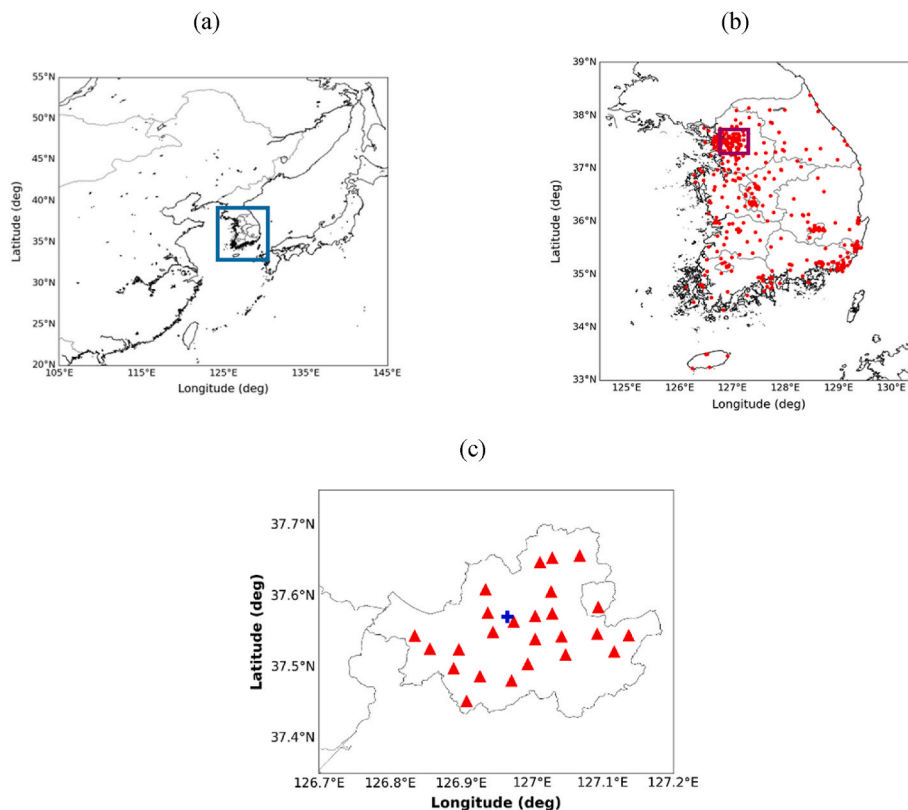 (a)
55°N
50°N
45°N
40°N
35°N
30°N
25°N
20°N
Latitude (deg)
105°E 115°E 125°E 135°E 145°E
Longitude (deg)
(b)
39°N
38°N
37°N
36°N
35°N
34°N
33°N
Latitude (deg)
125°E 126°E 127°E 128°E 129°E 130°E
Longitude (deg)
(c)
37.7°N
37.6°N
37.5°N
37.4°N
Latitude (deg)
126.7°E 126.8°E 126.9°E 127°E 127.1°E 127.2°E
Longitude (deg)